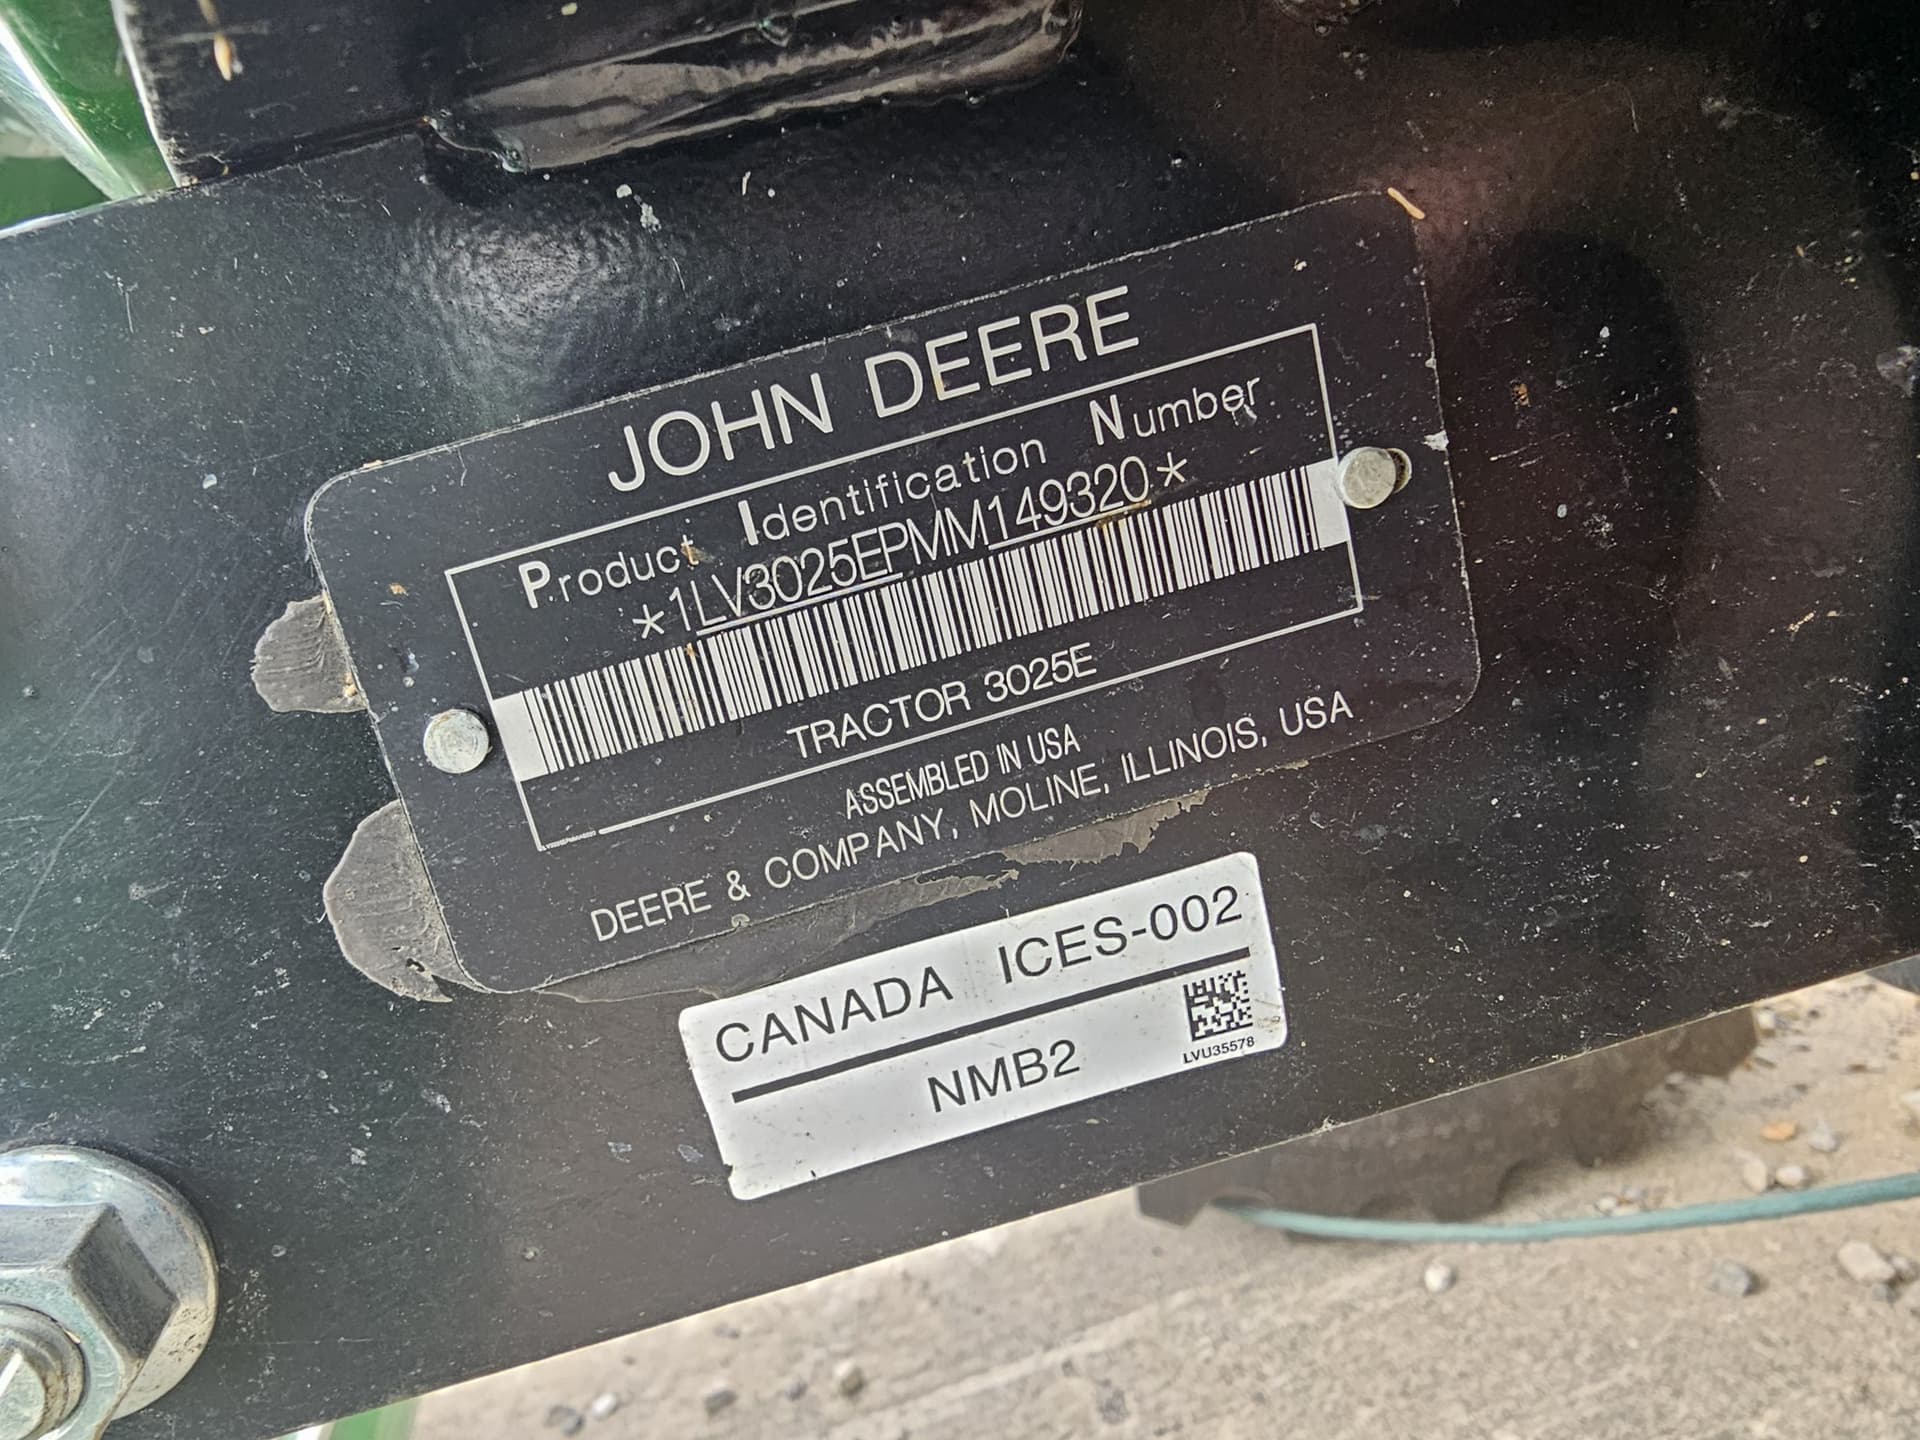 JOHN DEERE
Product Identification Number
*1LV3025EPMM149320*
TRACTOR 3025E
ASSEMBLED IN USA
DEERE & COMPANY, MOLINE, ILLINOIS, USA
CANADA ICES-002
NMB2
LVU35578